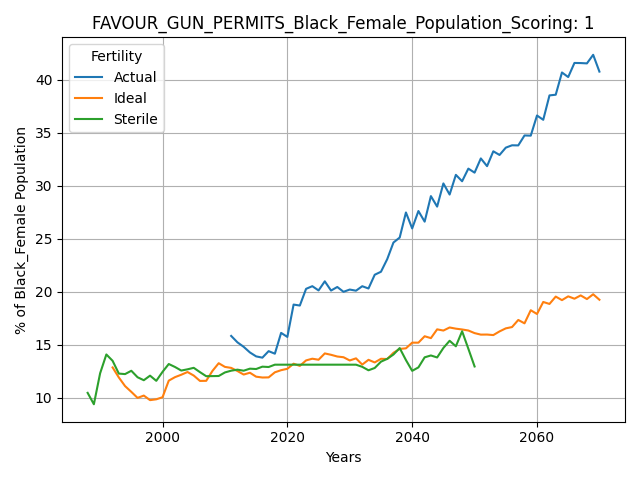 FAVOUR_GUN_PERMITS_Black_Female_Population_Scoring: 1
Fertility
Actual
Ideal
Sterile
% of Black_Female Population
40
35
30
25
20
15
10
2000 2020 2040 2060
Years